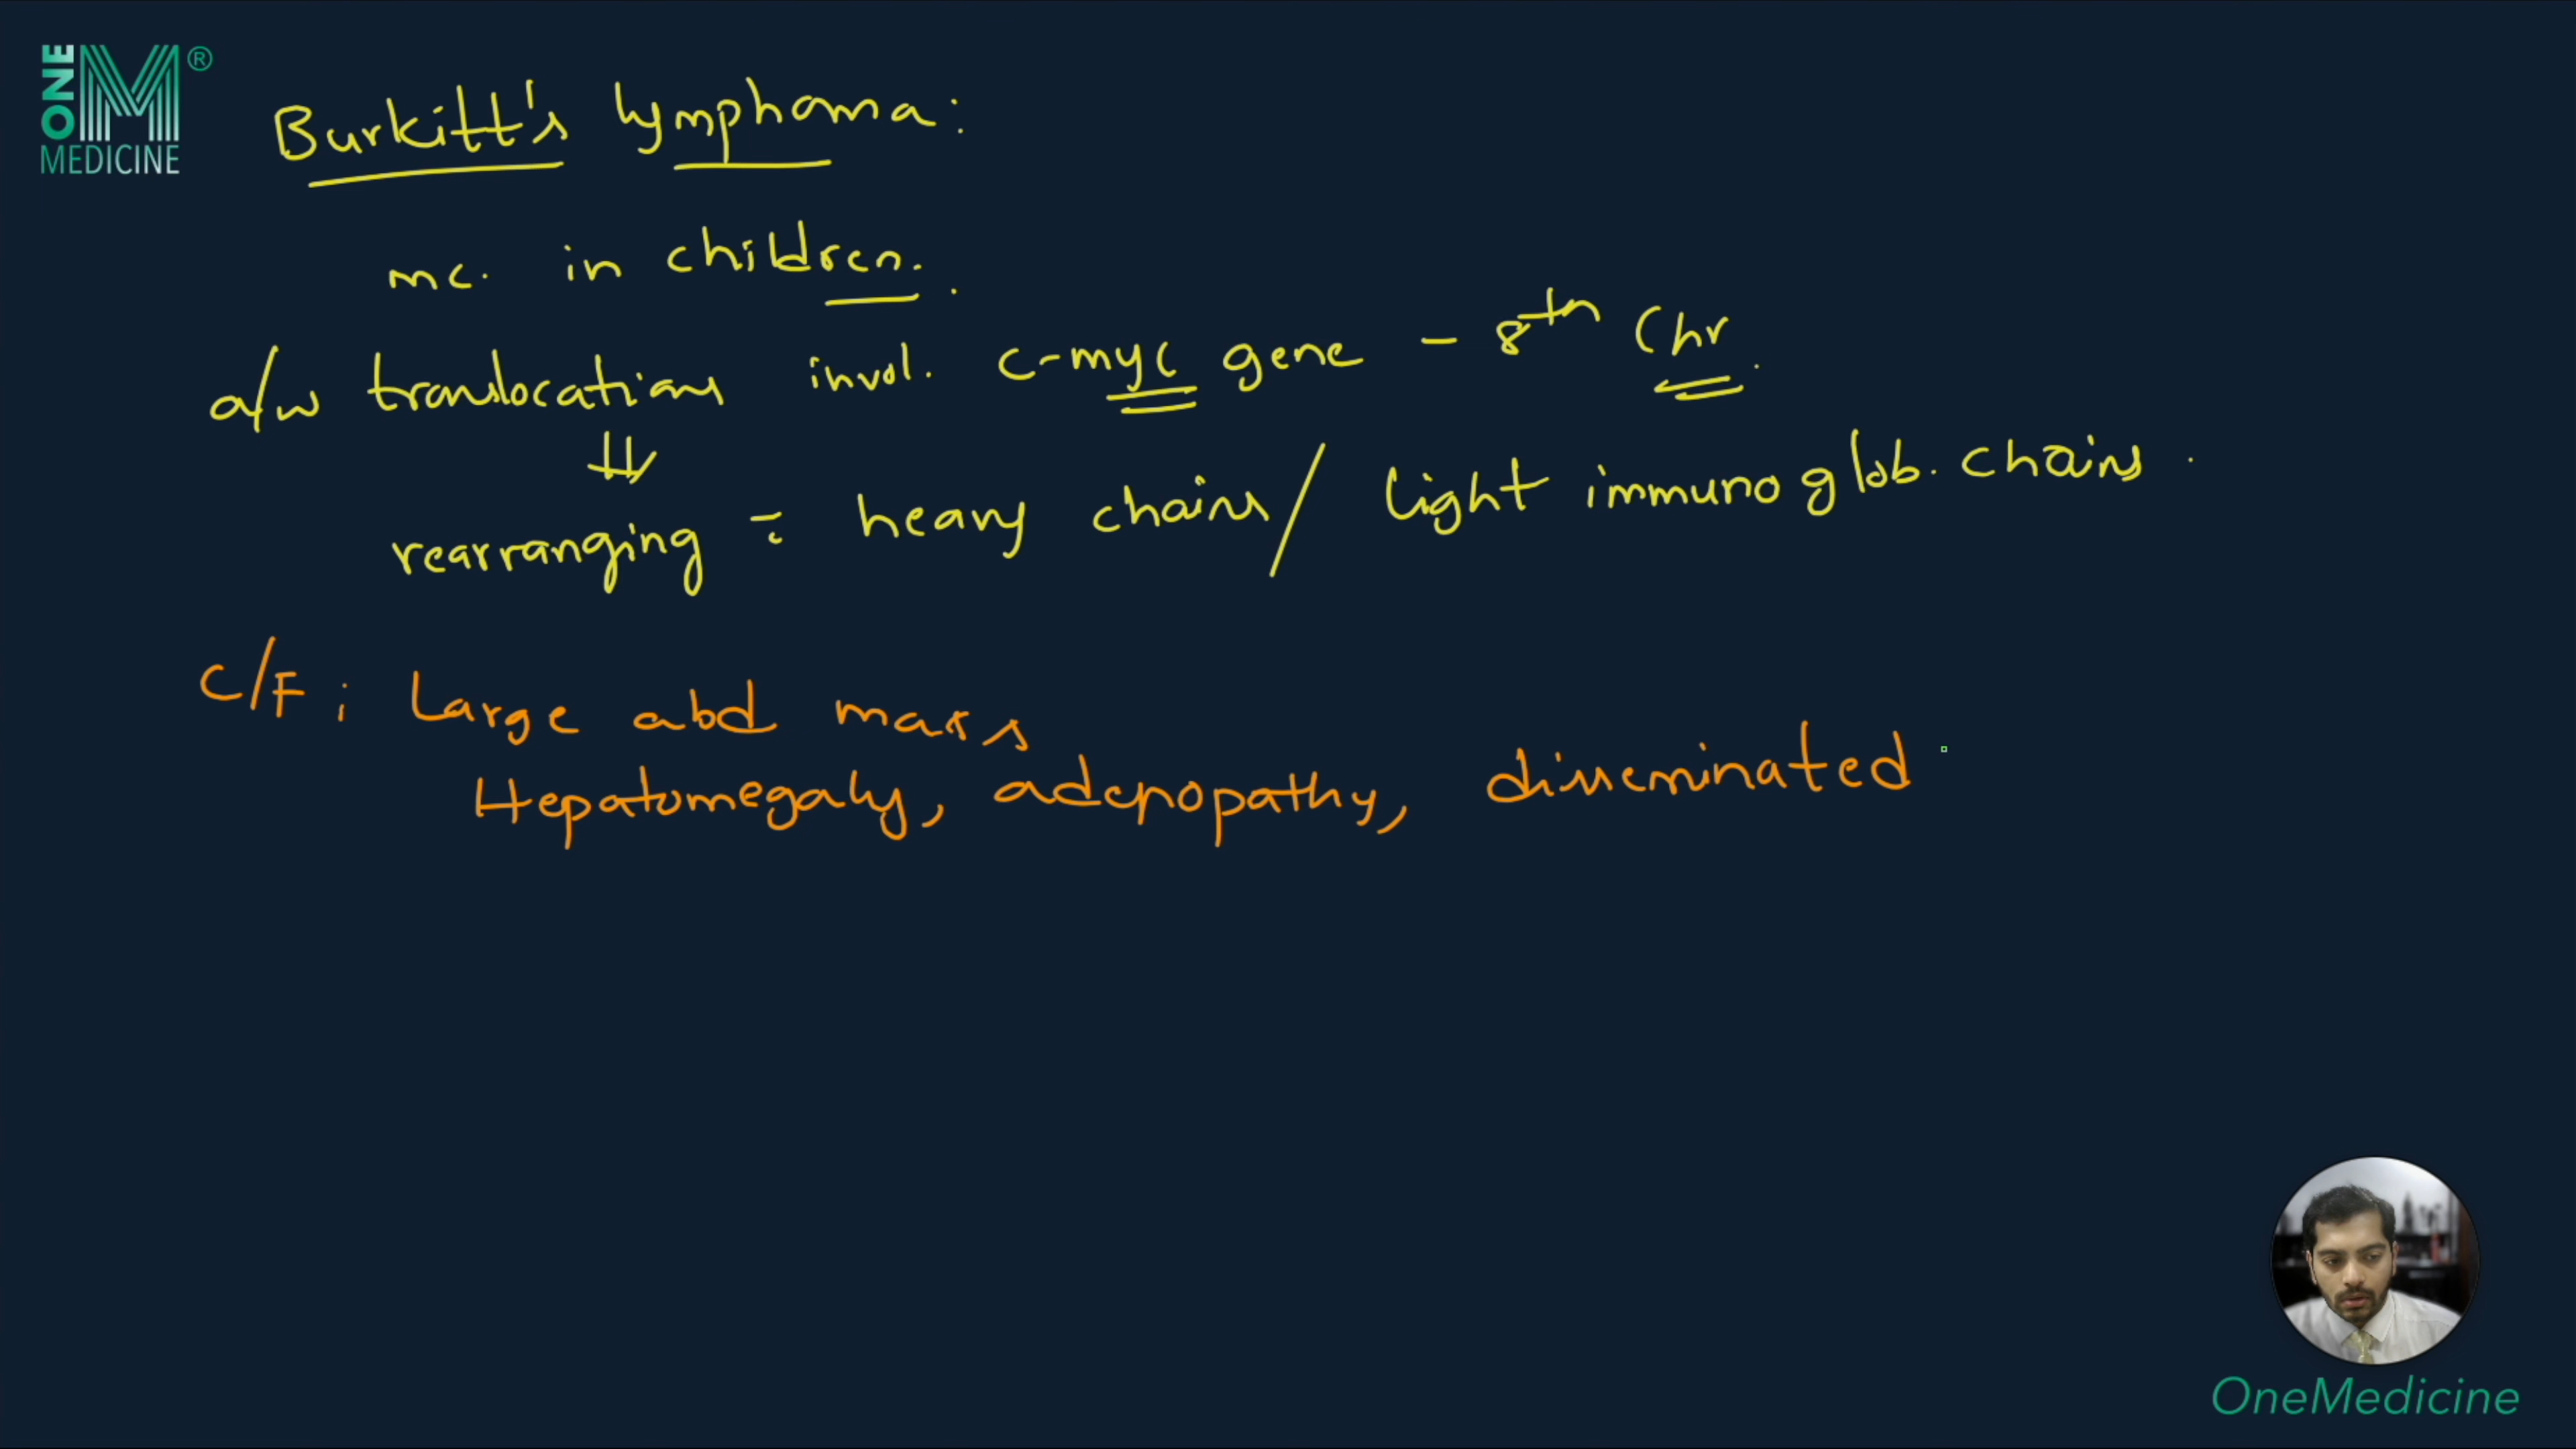 ONE M ®
MEDICINE
Burkitt's lymphoma:
mc. in children.
a/w translocations invol. c-myc gene - 8th Chr.
rearranging c̄ heavy chains/ light immunoglob. chains.
C/F; Large abd mass
Hepatomegaly, adenopathy, disseminated
OneMedicine